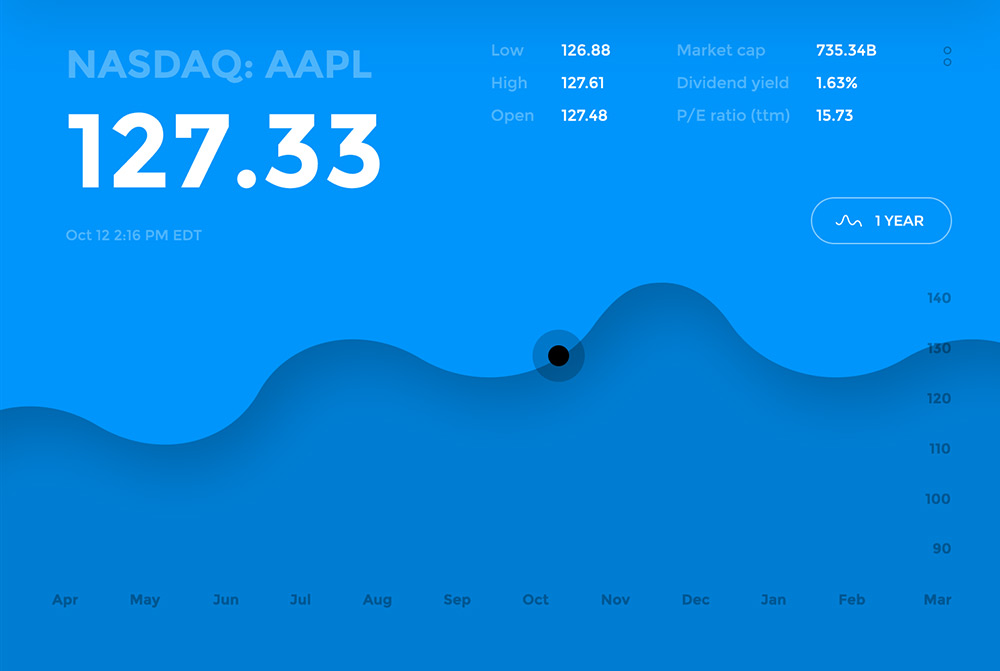 NASDAQ: AAPL
127.33
Oct 12 2:16 PM EDT
Low 126.88
High 127.61
Open 127.48
Market cap 735.34B
Dividend yield 1.63%
P/E ratio (ttm) 15.73
1 YEAR
140
130
120
110
100
90
Apr May Jun Jul Aug Sep Oct Nov Dec Jan Feb Mar